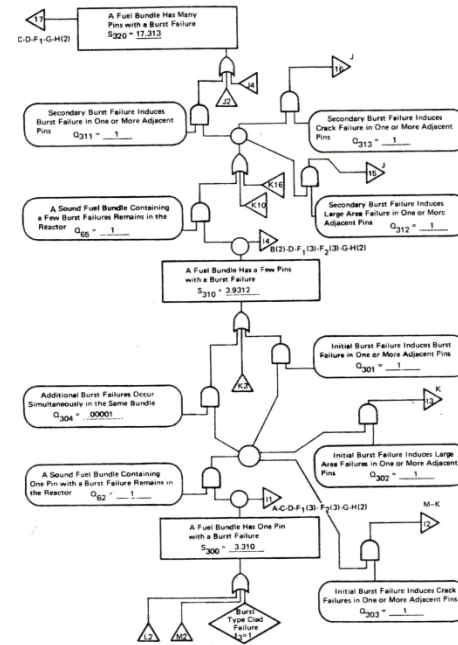 17
C-D-F1-G-H(2)
A Fuel Bundle Has Many
Pins with a Burst Failure
S320 = 17.313
J4
J2
16
J
Secondary Burst Failure Induces
Burst Failure in One or More Adjacent
Pins
Q311 = 1
Secondary Burst Failure Induces
Crack Failure in One or More Adjacent
Pins
Q313 = 1
15
J
K16
K10
A Sound Fuel Bundle Containing
a Few Burst Failures Remains in the
Reactor
Q65 = 1
Secondary Burst Failure Induces
Large Area Failure in One or More
Adjacent Pins
Q312 = 1
I4
B(2)-D-F1(3)-F2(3)-G-H(2)
A Fuel Bundle Has a Few Pins
with a Burst Failure
S310 = 3.9312
K3
Initial Burst Failure Induces Burst
Failure in One or More Adjacent Pins
Q301 = 1
Additional Burst Failures Occur
Simultaneously in the Same Bundle
Q304 = .00001
I3
K
A Sound Fuel Bundle Containing
One Pin with a Burst Failure Remains in
the Reactor
Q62 = 1
Initial Burst Failure Induces Large
Area Failures in One or More Adjacent
Pins
Q302 = 1
I1
A-C-D-F1(3)-F2(3)-G-H(2)
A Fuel Bundle Has One Pin
with a Burst Failure
S300 = 3.310
M-K
I2
L2
M2
Burst
Type Clad
Failure
I3=1
Initial Burst Failure Induces Crack
Failures in One or More Adjacent Pins
Q303 = 1